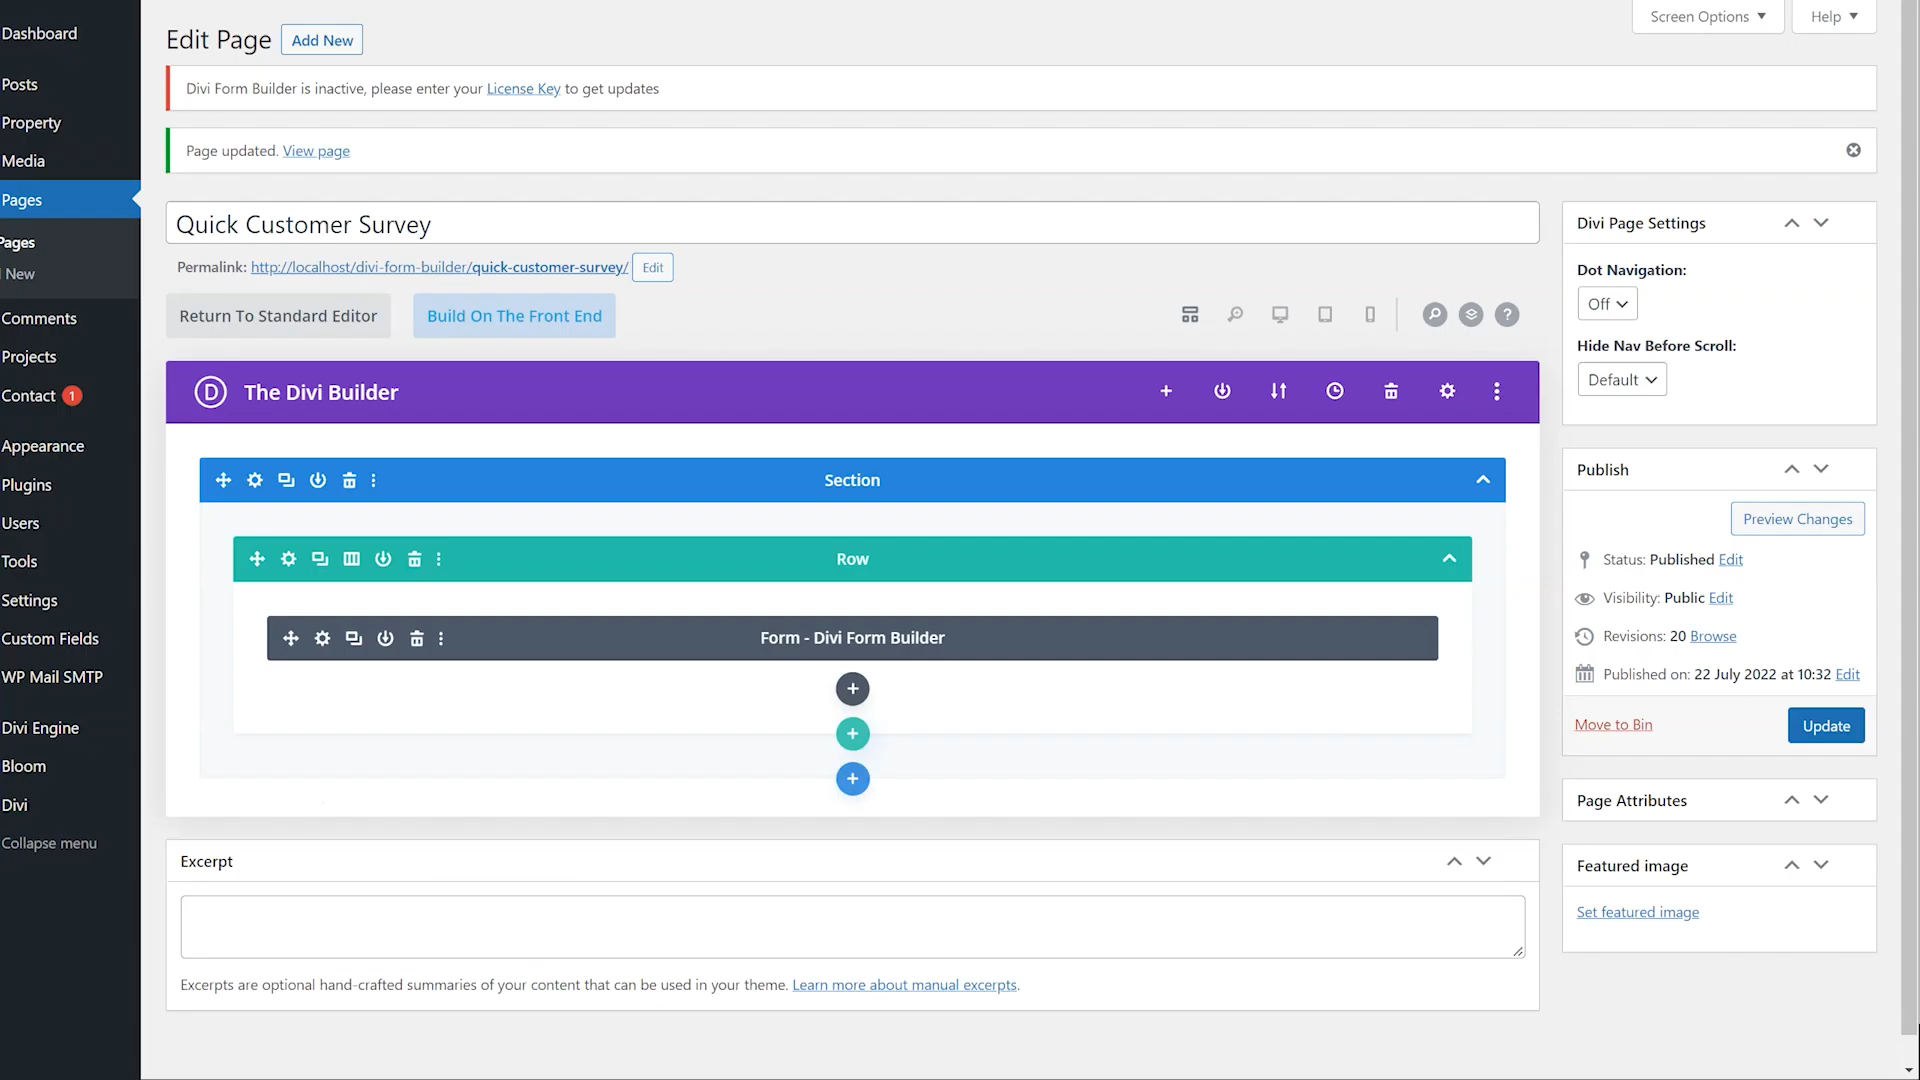 Dashboard
Posts
Property
Media
Pages
Pages
New
Comments
Projects
Contact 1
Appearance
Plugins
Users
Tools
Settings
Custom Fields
WP Mail SMTP
Divi Engine
Bloom
Divi
Collapse menu
Screen Options
Help
Edit Page
Add New
Divi Form Builder is inactive, please enter your License Key to get updates
Page updated. View page
Quick Customer Survey
Permalink: http://localhost/divi-form-builder/quick-customer-survey/ Edit
Return To Standard Editor
Build On The Front End
?
D The Divi Builder
Section
Row
Form - Divi Form Builder
Excerpt
Excerpts are optional hand-crafted summaries of your content that can be used in your theme. Learn more about manual excerpts.
Divi Page Settings
Dot Navigation:
Off
Hide Nav Before Scroll:
Default
Publish
Preview Changes
Status: Published Edit
Visibility: Public Edit
Revisions: 20 Browse
Published on: 22 July 2022 at 10:32 Edit
Move to Bin
Update
Page Attributes
Featured image
Set featured image